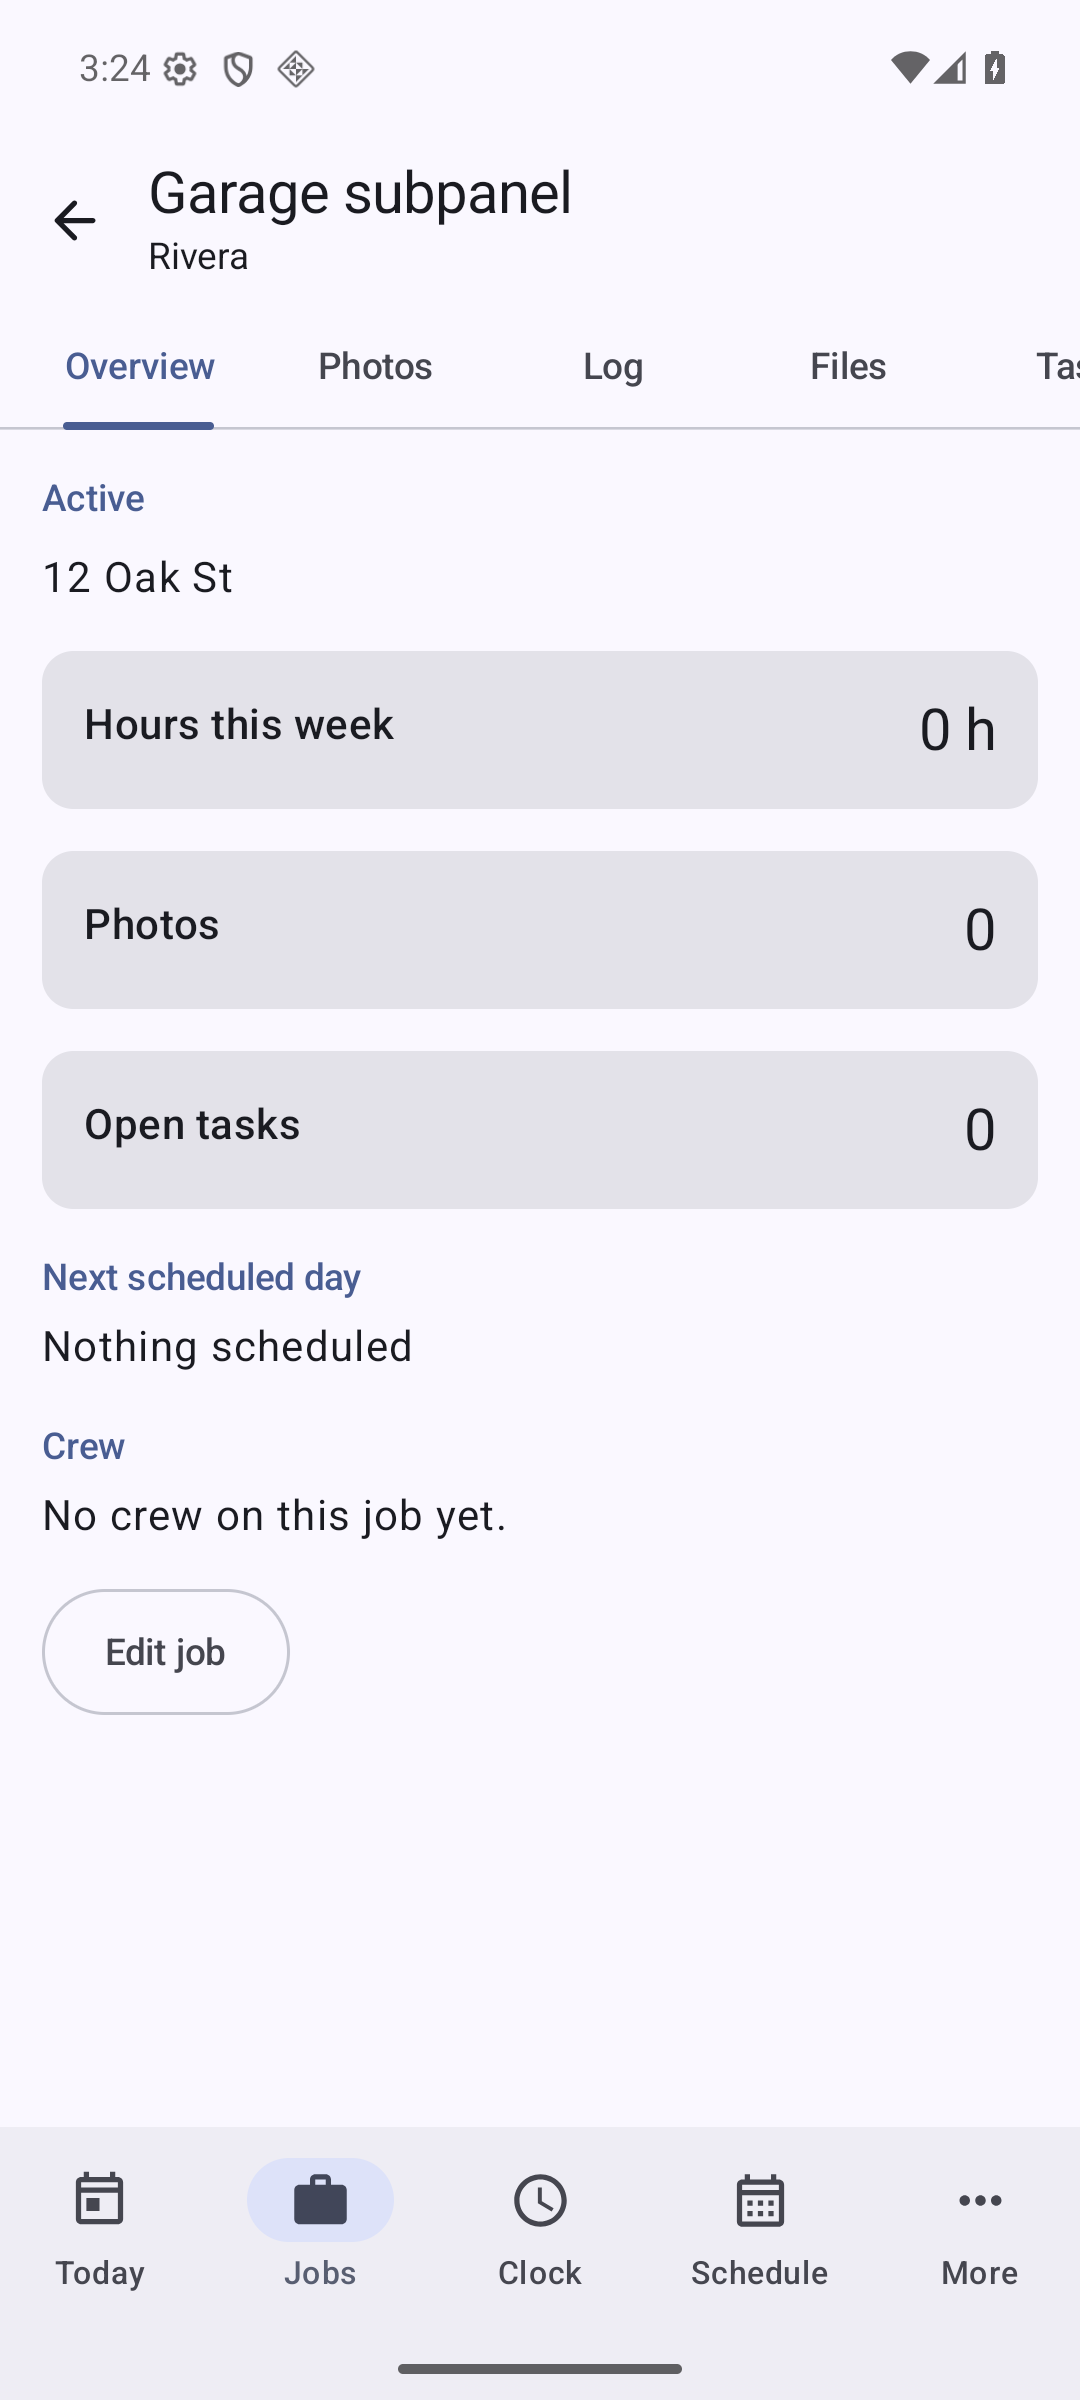 3:24
Garage subpanel
Rivera
Overview Photos Log Files Tas
Active
12 Oak St
Hours this week 0 h
Photos 0
Open tasks 0
Next scheduled day
Nothing scheduled
Crew
No crew on this job yet.
Edit job
Today Jobs Clock Schedule More